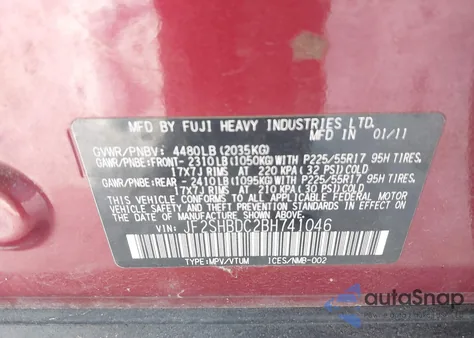 MFD BY FUJI HEAVY INDUSTRIES LTD.
MFD IN 01/11
GVWR/PNBV: 4480LB (2035KG)
GAWR/PNBE: FRONT- 2310LB (1050KG) WITH P225/55R17 95H TIRES,
17X7J RIMS AT 220 KPA ( 32 PSI) COLD
GAWR/PNBE: REAR - 2410LB (1095KG) WITH P225/55R17 95H TIRES,
17X7J RIMS AT 210 KPA ( 30 PSI) COLD
THIS VEHICLE CONFORMS TO ALL APPLICABLE FEDERAL MOTOR
VEHICLE SAFETY AND
IN EFFECT ON THE DATE OF MANUFACTURE SHOWN ABOVE.
VIN: JF2SHBDC2BH741046
TYPE: MPV/VTUM ICES/NMB-002
autoSnap